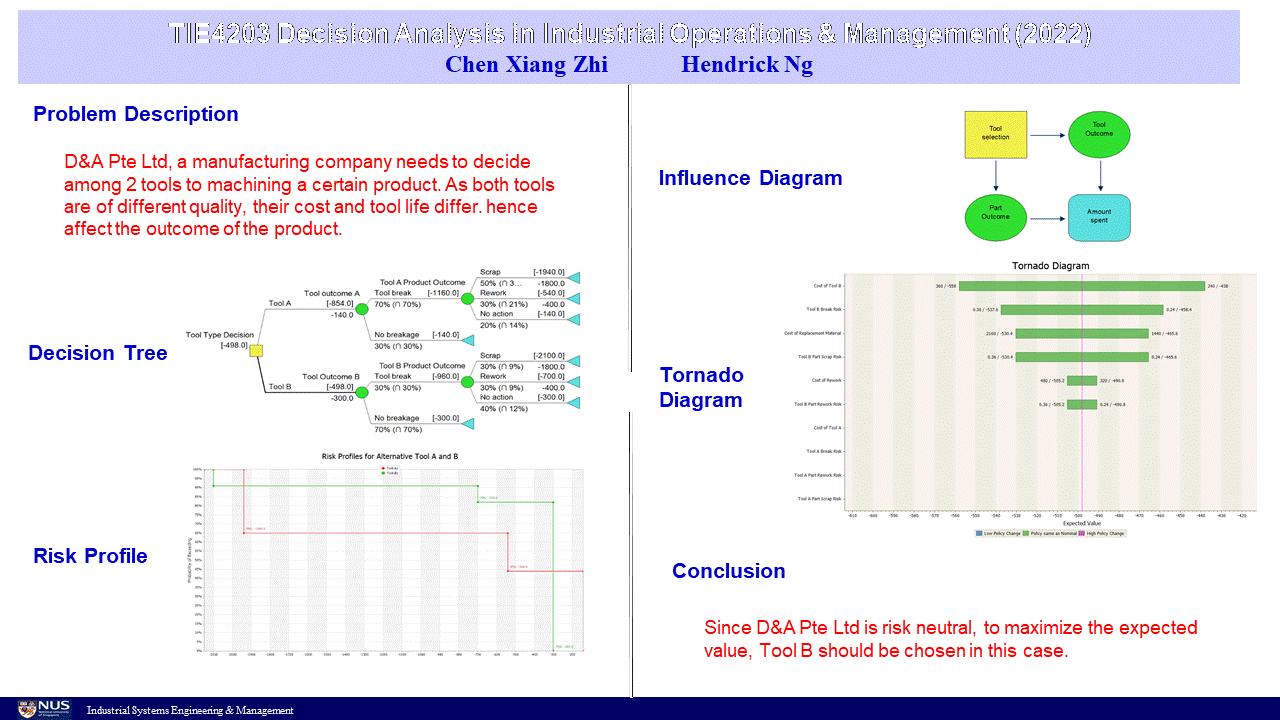 TIE4203 Decision Analysis in Industrial Operations & Management (2022)
Chen Xiang Zhi Hendrick Ng
Problem Description
D&A Pte Ltd, a manufacturing company needs to decide
among 2 tools to machining a certain product. As both tools
are of different quality, their cost and tool life differ. hence
affect the outcome of the product.
Decision Tree
Tool Type Decision
[-498.0]
Tool A
Tool outcome A
[-854.0]
-140.0
Tool A Product Outcome
Tool break [-1160.0]
70% (∩ 70%)
Scrap [-1940.0]
50% (∩ 3... -1800.0
Rework [-540.0]
30% (∩ 21%) -400.0
No action [-140.0]
20% (∩ 14%)
No breakage [-140.0]
30% (∩ 30%)
Tool B
Tool Outcome B
[-498.0]
-300.0
Tool B Product Outcome
Tool break [-960.0]
30% (∩ 30%)
Scrap [-2100.0]
30% (∩ 9%) -1800.0
Rework [-700.0]
30% (∩ 9%) -400.0
No action [-300.0]
40% (∩ 12%)
No breakage [-300.0]
70% (∩ 70%)
Risk Profile
Risk Profiles for Alternative Tool A and B
Probability of Exceeding
Influence Diagram
Tool
selection
Tool
Outcome
Part
Outcome
Amount
spent
Tornado
Diagram
Tornado Diagram
Cost of Tool B 360 / -558 240 / -438
Tool B Break Risk 0.36 / -537.6 0.24 / -458.4
Cost of Replacement Material 2160 / -530.4 1440 / -465.6
Tool B Part Scrap Risk 0.36 / -530.4 0.24 / -465.6
Cost of Rework 480 / -505.2 320 / -490.8
Tool B Part Rework Risk 0.36 / -505.2 0.24 / -490.8
Cost of Tool A
Tool A Break Risk
Tool A Part Rework Risk
Tool A Part Scrap Risk
-610 -590 -580 -570 -560 -550 -540 -530 -520 -510 -500 -490 -480 -470 -460 -450 -440 -420
Expected Value
Low Policy Change Policy same as Nominal High Policy Change
Conclusion
Since D&A Pte Ltd is risk neutral, to maximize the expected
value, Tool B should be chosen in this case.
NUS
National University
of Singapore
Industrial Systems Engineering & Management